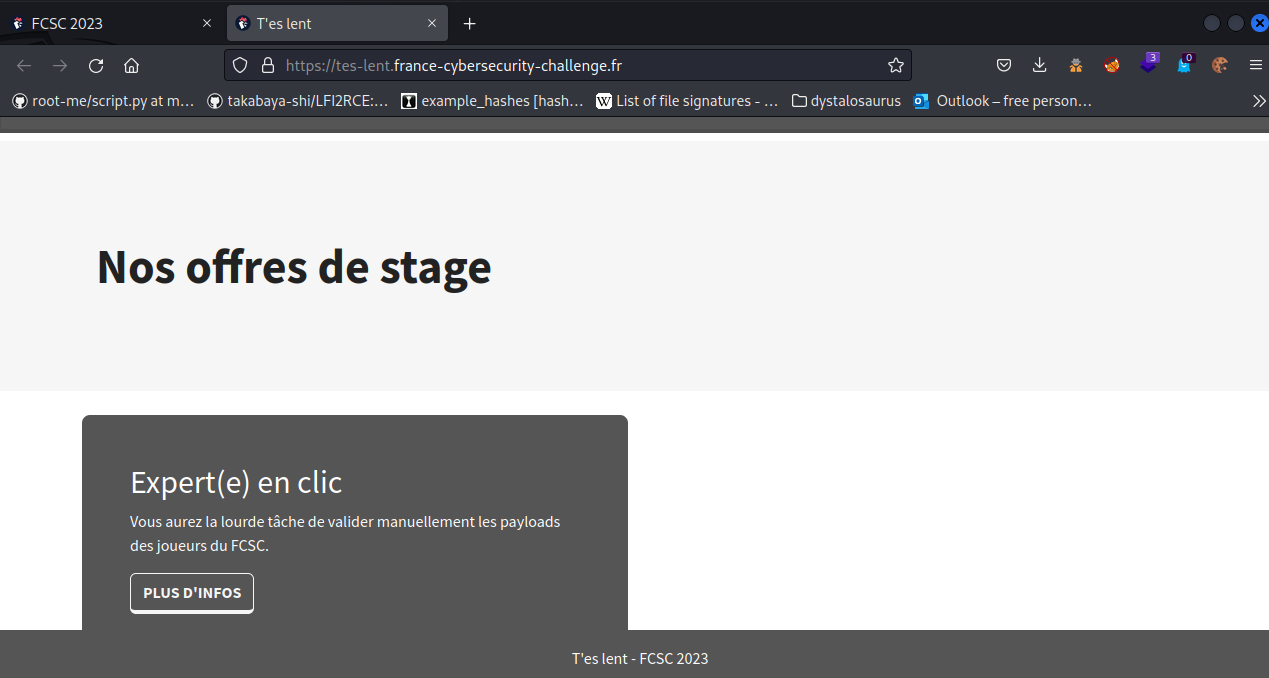 FCSC 2023
T'es lent
https://tes-lent.france-cybersecurity-challenge.fr
3
0
root-me/script.py at m…
takabaya-shi/LFI2RCE:…
example_hashes [hash…
W
List of file signatures - …
dystalosaurus
Outlook – free person…
Nos offres de stage
Expert(e) en clic
Vous aurez la lourde tâche de valider manuellement les payloads
des joueurs du FCSC.
PLUS D'INFOS
T'es lent - FCSC 2023